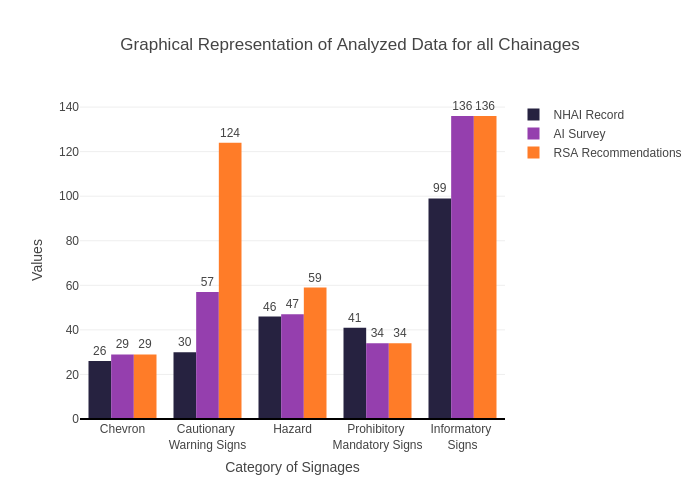 Graphical Representation of Analyzed Data for all Chainages
140
120
100
80
60
40
20
0
Values
26 29 29
30 57 124
46 47 59
41 34 34
99 136 136
Chevron
Cautionary
Warning Signs
Hazard
Prohibitory
Mandatory Signs
Informatory
Signs
Category of Signages
NHAI Record
AI Survey
RSA Recommendations